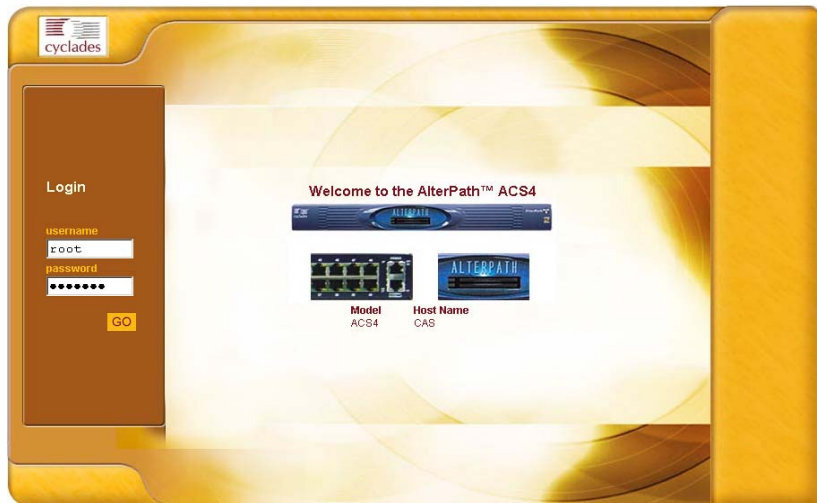 cyclades
Login
username
root
password
•••••••
GO
Welcome to the AlterPath™ ACS4
ALTERPATH
ALTERPATH
Model Host Name
ACS4 CAS